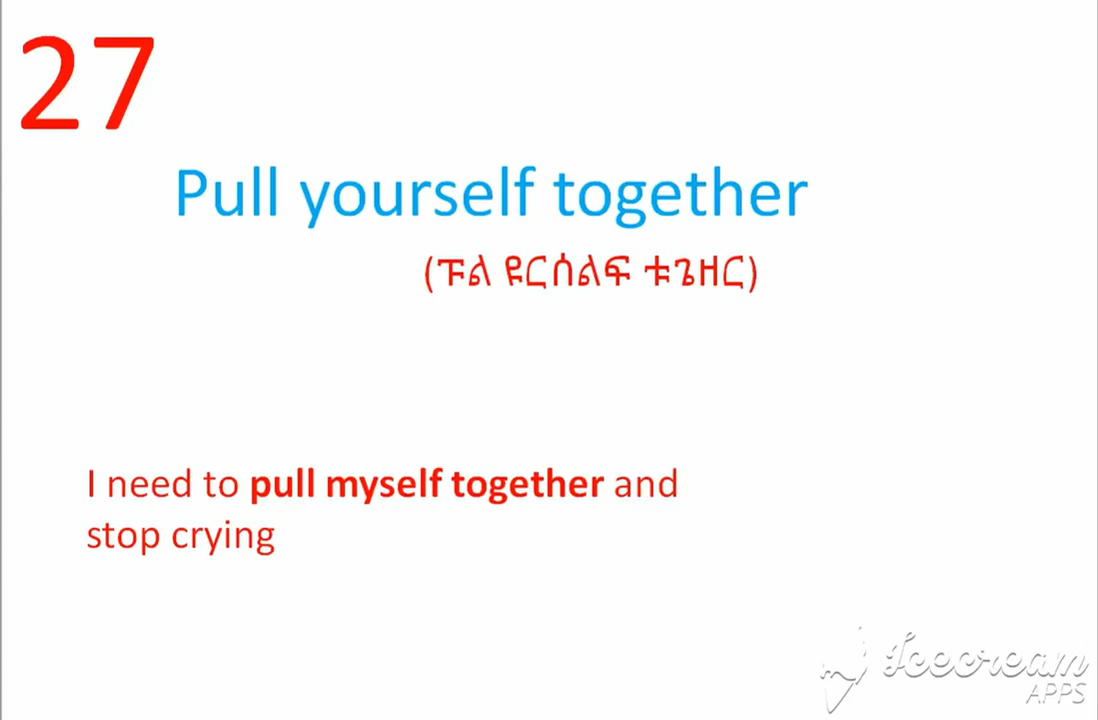 27
Pull yourself together
(ፑል ዩርሰልፍ ቱጌዘር)
I need to pull myself together and
stop crying
Icecream
APPS